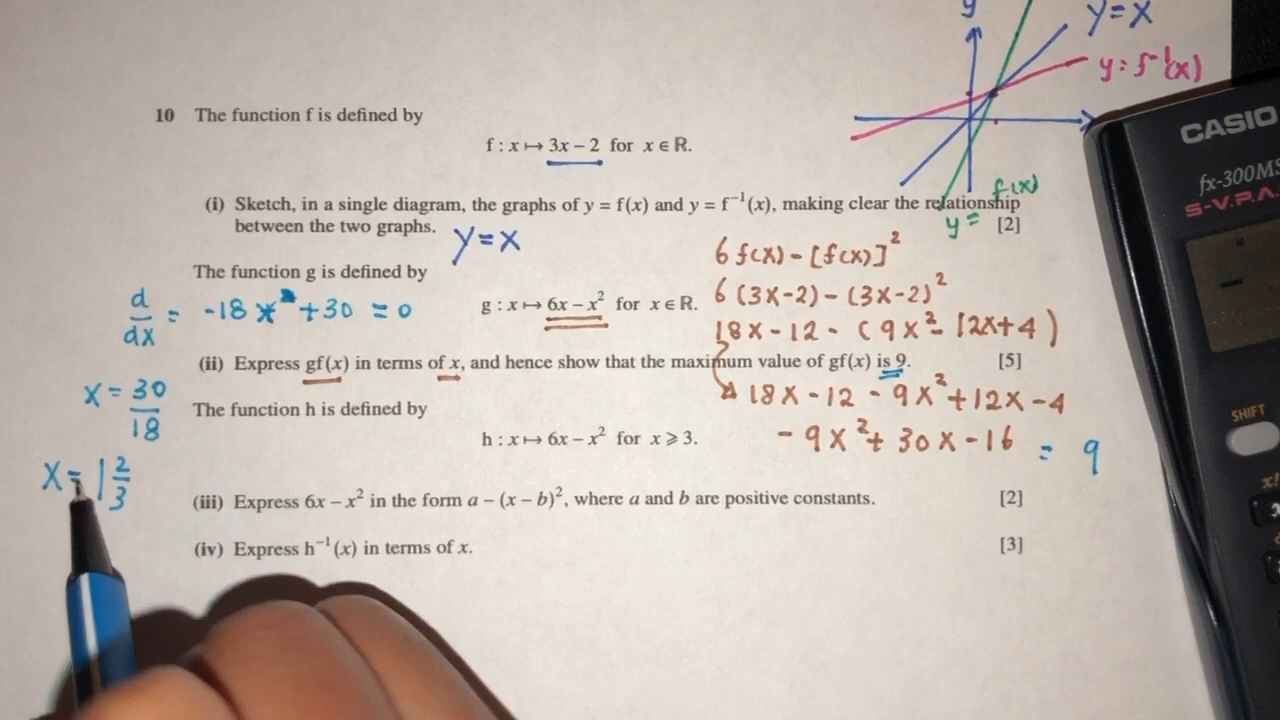 y
y=x
y=f⁻¹(x)
CASIO
fx-300MS
S-V.P.A
10 The function f is defined by
f : x ↦ 3x − 2 for x ∈ R.
(i) Sketch, in a single diagram, the graphs of y = f(x) and y = f⁻¹(x), making clear the relationship
between the two graphs. [2]
y=x
y = f(x)
The function g is defined by
g : x ↦ 6x − x² for x ∈ R.
6 f(x) - [f(x)]²
6 (3x-2) - (3x-2)²
18x - 12 - (9x² - 12x + 4)
d/dx = -18x + 30 = 0
(ii) Express gf(x) in terms of x, and hence show that the maximum value of gf(x) is 9. [5]
18x - 12 - 9x² + 12x - 4
-9x² + 30x - 16 = 9
x = 30/18
x = 1 2/3
The function h is defined by
h : x ↦ 6x − x² for x ⩾ 3.
(iii) Express 6x − x² in the form a − (x − b)², where a and b are positive constants. [2]
(iv) Express h⁻¹(x) in terms of x. [3]
SHIFT
x!